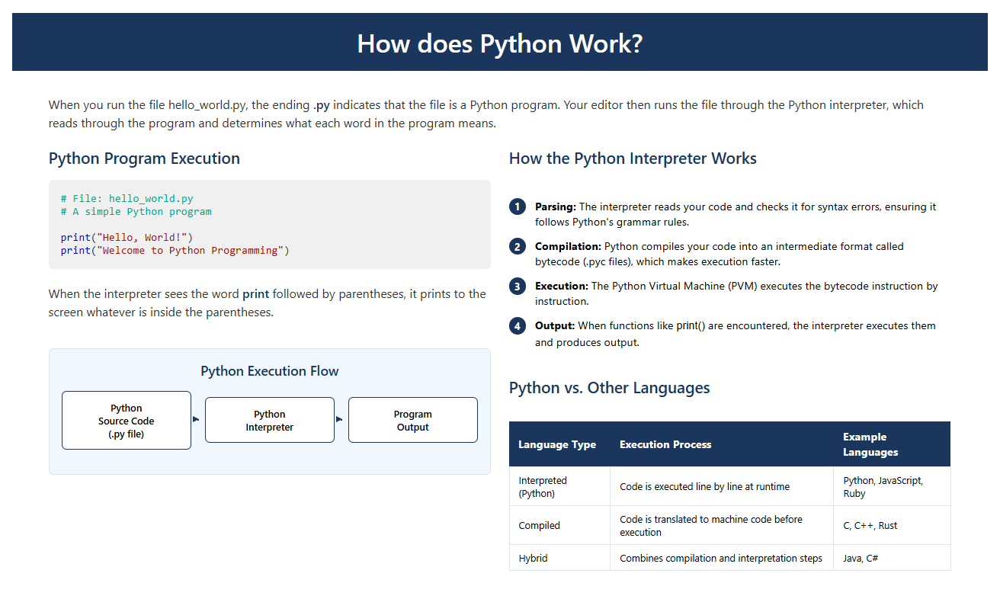 How does Python Work?
When you run the file hello_world.py, the ending .py indicates that the file is a Python program. Your editor then runs the file through the Python interpreter, which
reads through the program and determines what each word in the program means.
Python Program Execution
# File: hello_world.py
# A simple Python program
print("Hello, World!")
print("Welcome to Python Programming")
When the interpreter sees the word print followed by parentheses, it prints to the
screen whatever is inside the parentheses.
Python Execution Flow
Python
Source Code
(.py file)
Python
Interpreter
Program
Output
How the Python Interpreter Works
1 Parsing: The interpreter reads your code and checks it for syntax errors, ensuring it
follows Python's grammar rules.
2 Compilation: Python compiles your code into an intermediate format called
bytecode (.pyc files), which makes execution faster.
3 Execution: The Python Virtual Machine (PVM) executes the bytecode instruction by
instruction.
4 Output: When functions like print() are encountered, the interpreter executes them
and produces output.
Python vs. Other Languages
Language Type Execution Process Example
Languages
Interpreted
(Python)
Code is executed line by line at runtime
Python, JavaScript,
Ruby
Compiled
Code is translated to machine code before
execution
C, C++, Rust
Hybrid
Combines compilation and interpretation steps
Java, C#